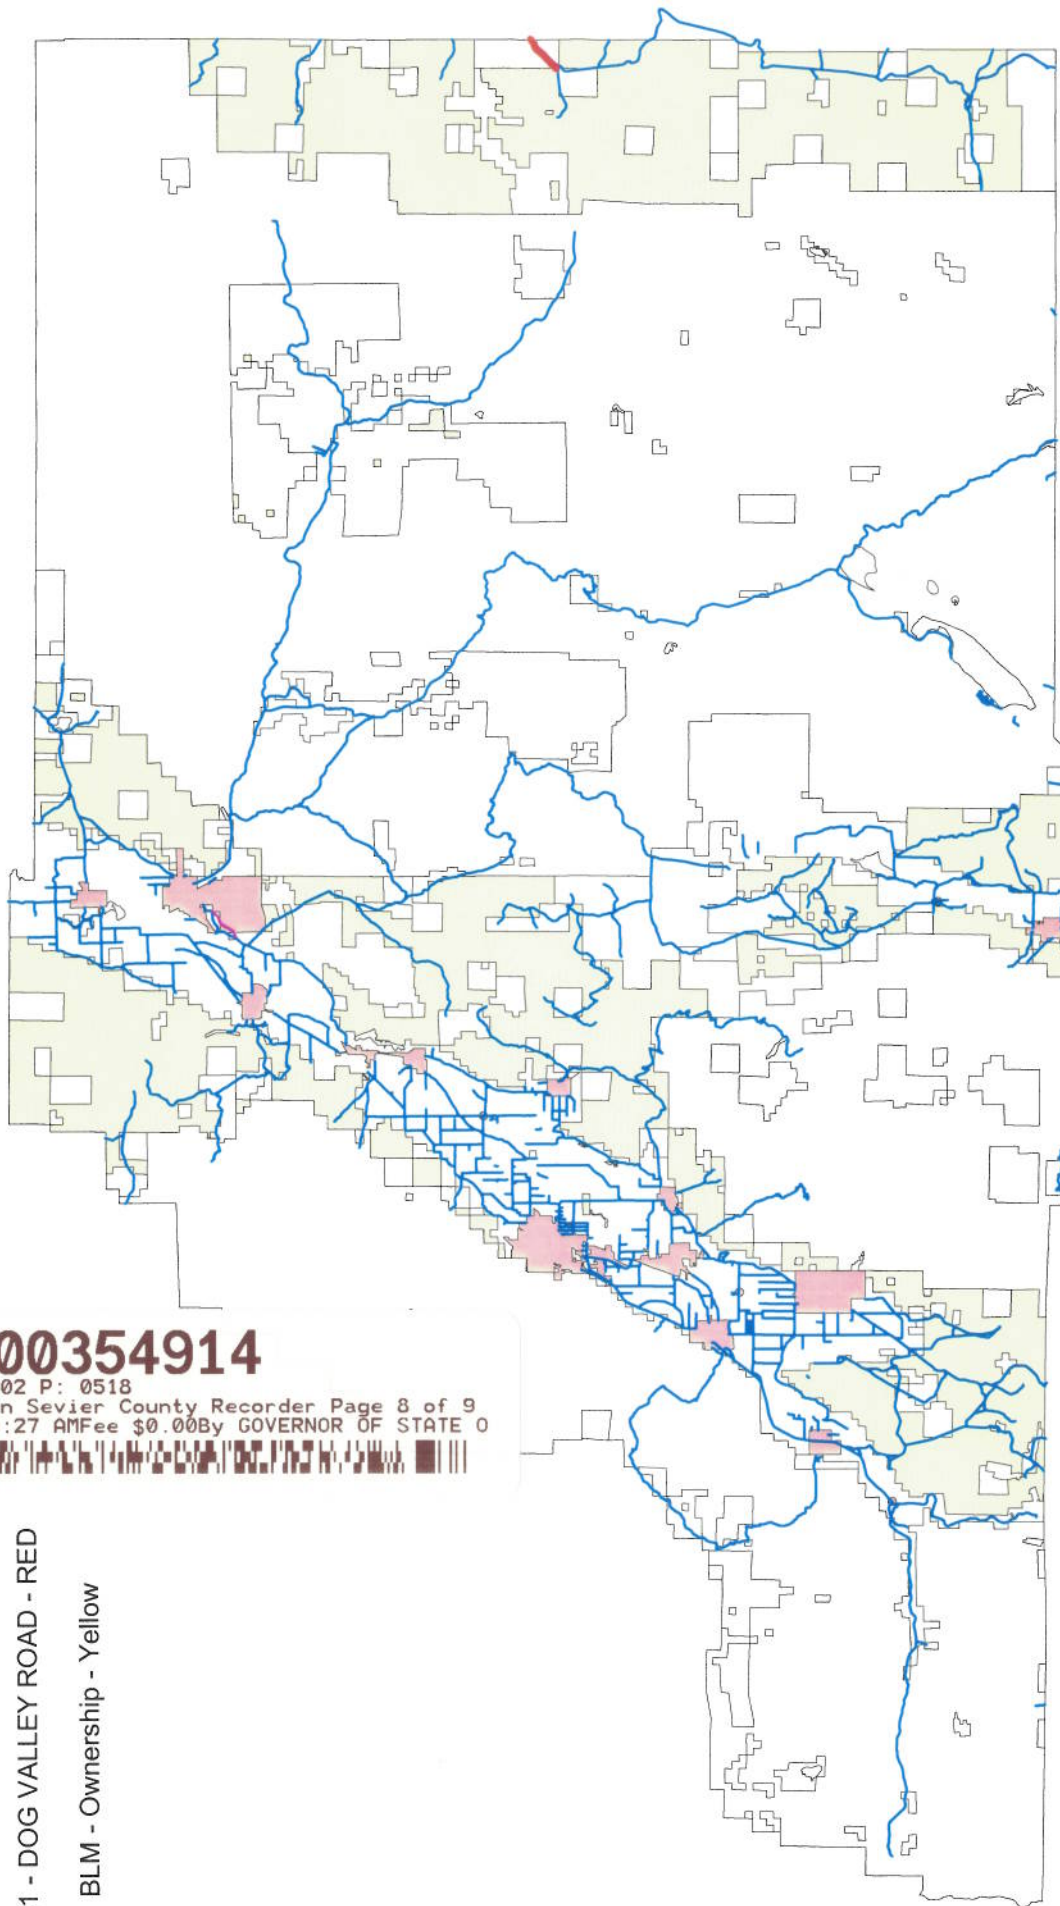 00354914
02 P: 0518
n Sevier County Recorder Page 8 of 9
:27 AMFee $0.00By GOVERNOR OF STATE O
1 - DOG VALLEY ROAD - RED
BLM - Ownership - Yellow